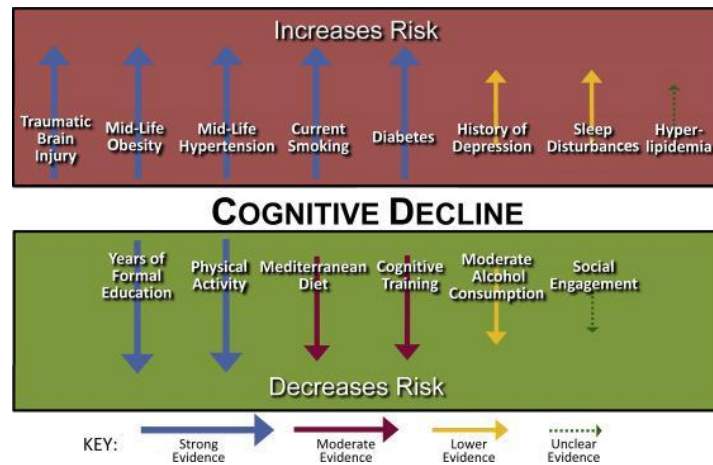 Increases Risk
Traumatic
Brain
Injury
Mid-Life
Obesity
Mid-Life
Hypertension
Current
Smoking
Diabetes
History of
Depression
Sleep
Disturbances
Hyper-
lipidemia
COGNITIVE DECLINE
Years of
Formal
Education
Physical
Activity
Mediterranean
Diet
Cognitive
Training
Moderate
Alcohol
Consumption
Social
Engagement
Decreases Risk
KEY:
Strong
Evidence
Moderate
Evidence
Lower
Evidence
Unclear
Evidence